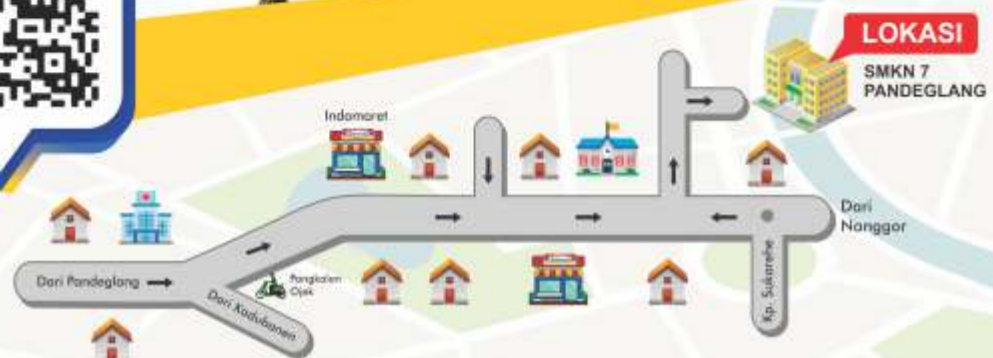 LOKASI
SMKN 7
PANDEGLANG
Indomaret
Dari
Nanggor
Dari Pandeglang
Pangkalan
Ojek
Dari Kadubanen
Kp. Sukarehe